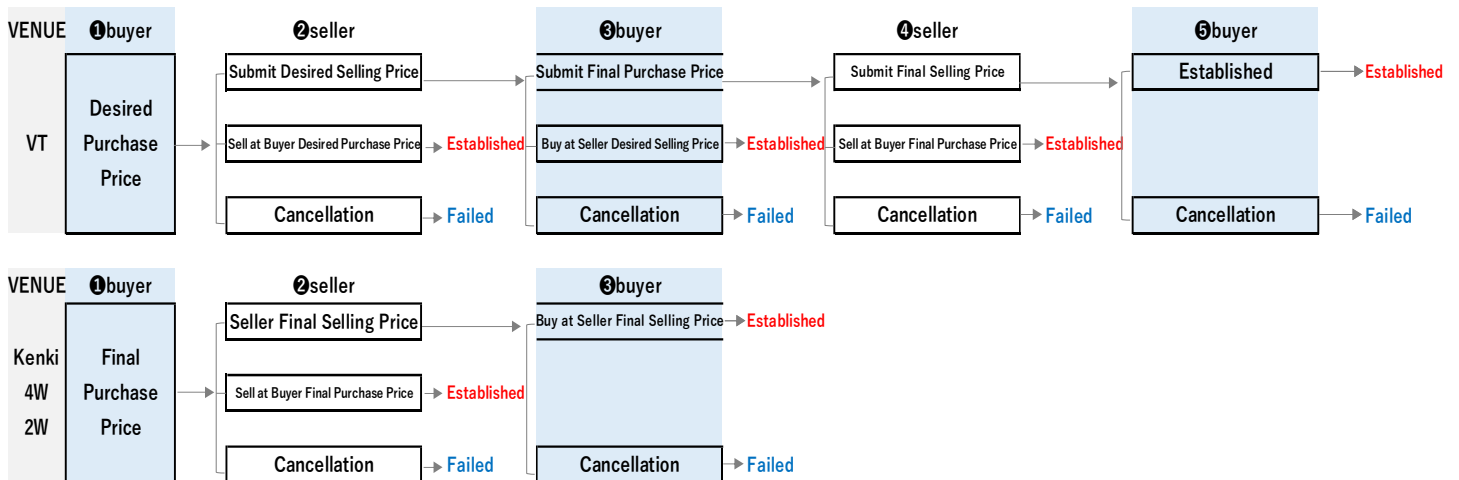 VENUE ❶buyer ❷seller ❸buyer ❹seller ❺buyer
Submit Desired Selling Price Submit Final Purchase Price Submit Final Selling Price Established Established
Desired
VT Purchase Sell at Buyer Desired Purchase Price Established Buy at Seller Desired Selling Price Established Sell at Buyer Final Purchase Price Established
Price
Cancellation Failed Cancellation Failed Cancellation Failed Cancellation Failed
VENUE ❶buyer ❷seller ❸buyer
Seller Final Selling Price Buy at Seller Final Selling Price Established
Kenki Final
4W Purchase Sell at Buyer Final Purchase Price Established
2W Price
Cancellation Failed Cancellation Failed